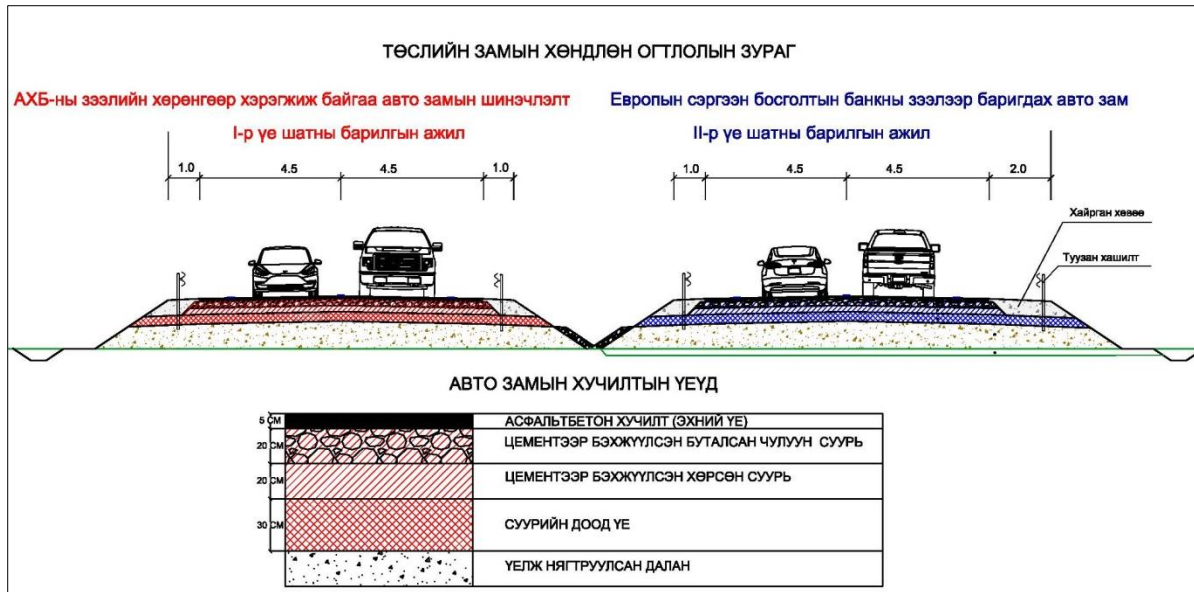 ТӨСЛИЙН ЗАМЫН ХӨНДЛӨН ОГТЛОЛЫН ЗУРАГ
АХБ-ны зээлийн хөрөнгөөр хэрэгжиж байгаа авто замын шинэчлэлт
I-р үе шатны барилгын ажил
Европын сэргээн босголтын банкны зээлээр баригдах авто зам
II-р үе шатны барилгын ажил
1.0 4.5 4.5 1.0
1.0 4.5 4.5 2.0
Хайрган хөвөө
Туузан хашилт
АВТО ЗАМЫН ХУЧИЛТЫН ҮЕҮД
5 СМ АСФАЛЬТБЕТОН ХУЧИЛТ (ЭХНИЙ ҮЕ)
20 СМ ЦЕМЕНТЭЭР БЭХЖҮҮЛСЭН БУТАЛСАН ЧУЛУУН СУУРЬ
20 СМ ЦЕМЕНТЭЭР БЭХЖҮҮЛСЭН ХӨРСӨН СУУРЬ
30 СМ СУУРИЙН ДООД ҮЕ
ҮЕЛЖ НЯГТРУУЛСАН ДАЛАН